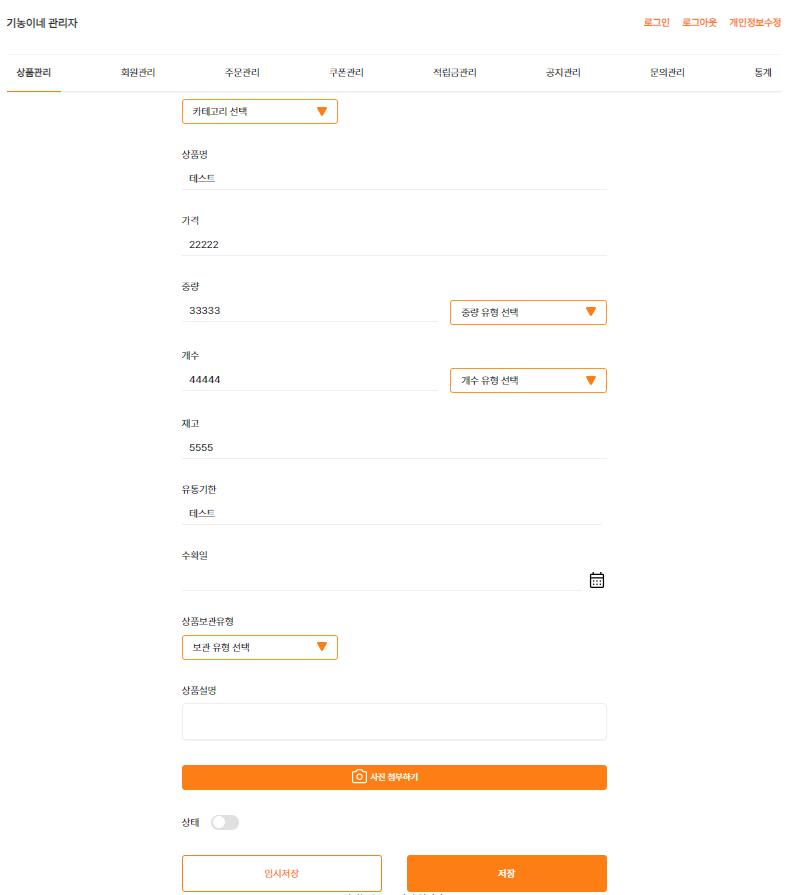 기농이네 관리자
로그인 로그아웃 개인정보수정
상품관리 회원관리 주문관리 쿠폰관리 적립금관리 공지관리 문의관리 통계
카테고리 선택
상품명
테스트
가격
22222
중량
33333 중량 유형 선택
개수
44444 개수 유형 선택
재고
5555
유통기한
테스트
수확일
상품보관유형
보관 유형 선택
상품설명
사진 첨부하기
상태
임시저장 저장